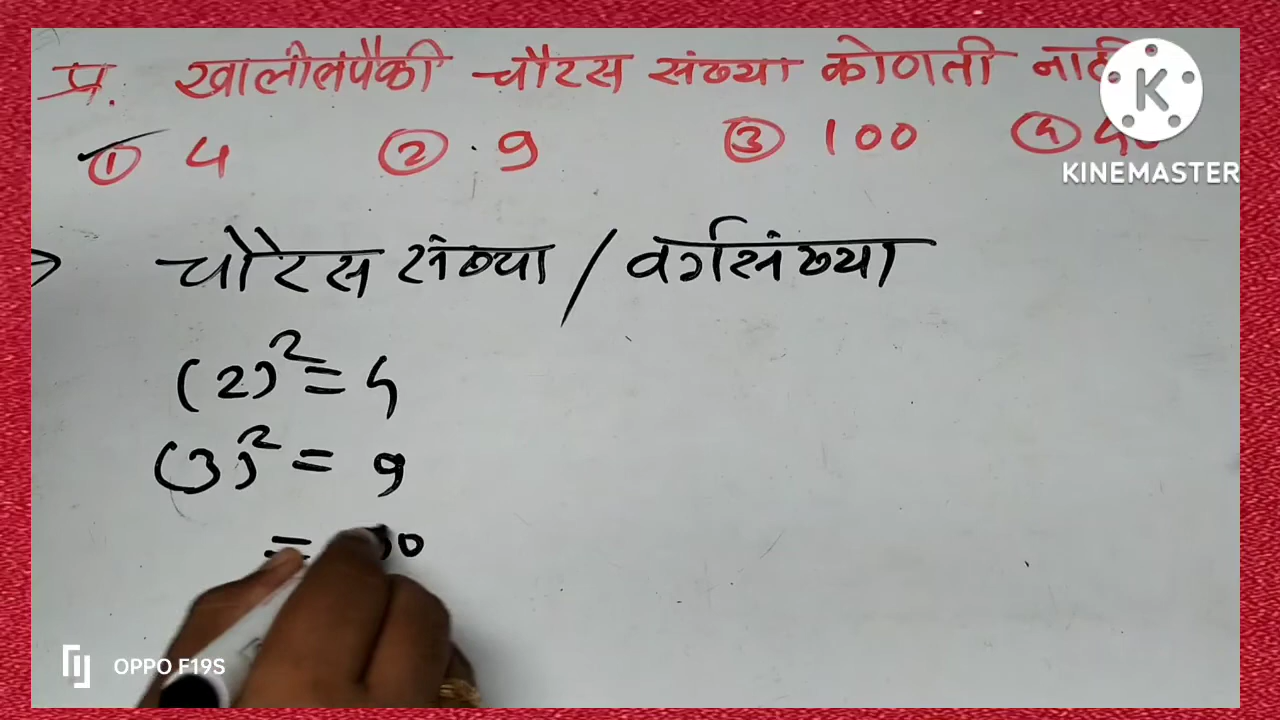 प्र. खालीलपैकी चौरस संख्या कोणती
① 4 ② 9 ③ 100 ④
K
KINEMASTER
चौरस संख्या / वर्गसंख्या
(2)² = 4
(3)² = 9
=
OPPO F19S